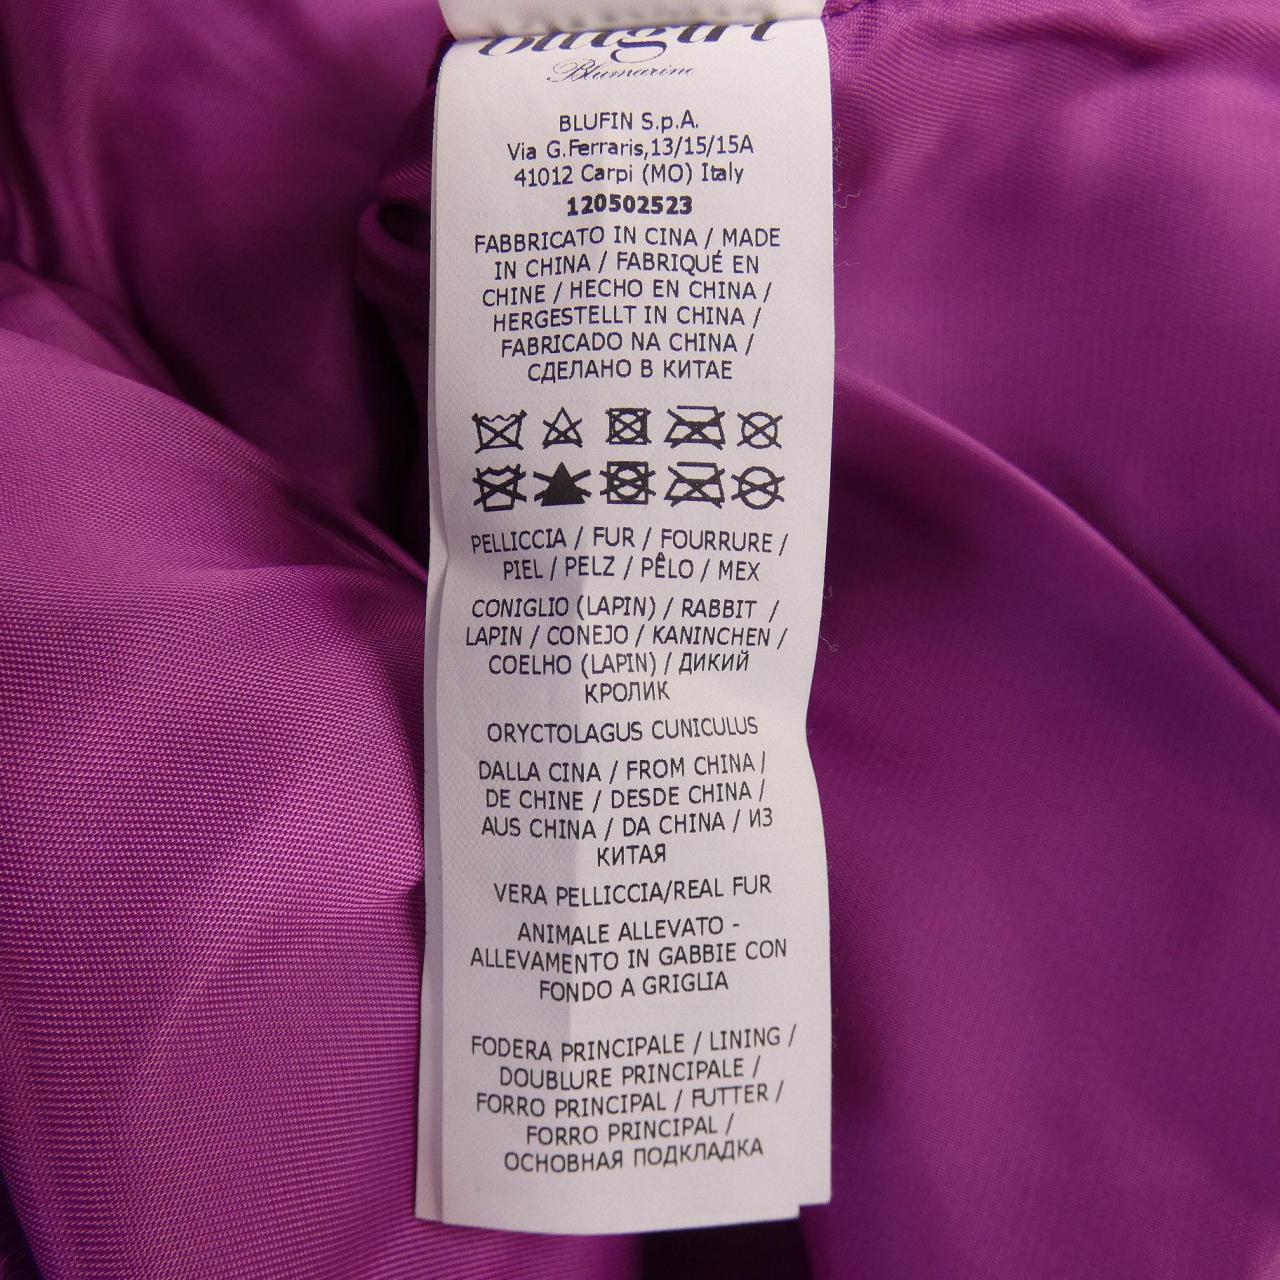 blugirl
Blumarine
BLUFIN S.p.A.
Via G.Ferraris,13/15/15A
41012 Carpi (MO) Italy
120502523
FABBRICATO IN CINA / MADE
IN CHINA / FABRIQUÉ EN
CHINE / HECHO EN CHINA /
HERGESTELLT IN CHINA /
FABRICADO NA CHINA /
СДЕЛАНО В КИТАЕ
PELLICCIA / FUR / FOURRURE /
PIEL / PELZ / PÊLO / МЕХ
CONIGLIO (LAPIN) / RABBIT /
LAPIN / CONEJO / KANINCHEN /
COELHO (LAPIN) / ДИКИЙ
КРОЛИК
ORYCTOLAGUS CUNICULUS
DALLA CINA / FROM CHINA /
DE CHINE / DESDE CHINA /
AUS CHINA / DA CHINA / ИЗ
КИТАЯ
VERA PELLICCIA/REAL FUR
ANIMALE ALLEVATO -
ALLEVAMENTO IN GABBIE CON
FONDO A GRIGLIA
FODERA PRINCIPALE / LINING /
DOUBLURE PRINCIPALE /
FORRO PRINCIPAL / FUTTER /
FORRO PRINCIPAL /
ОСНОВНАЯ ПОДКЛАДКА